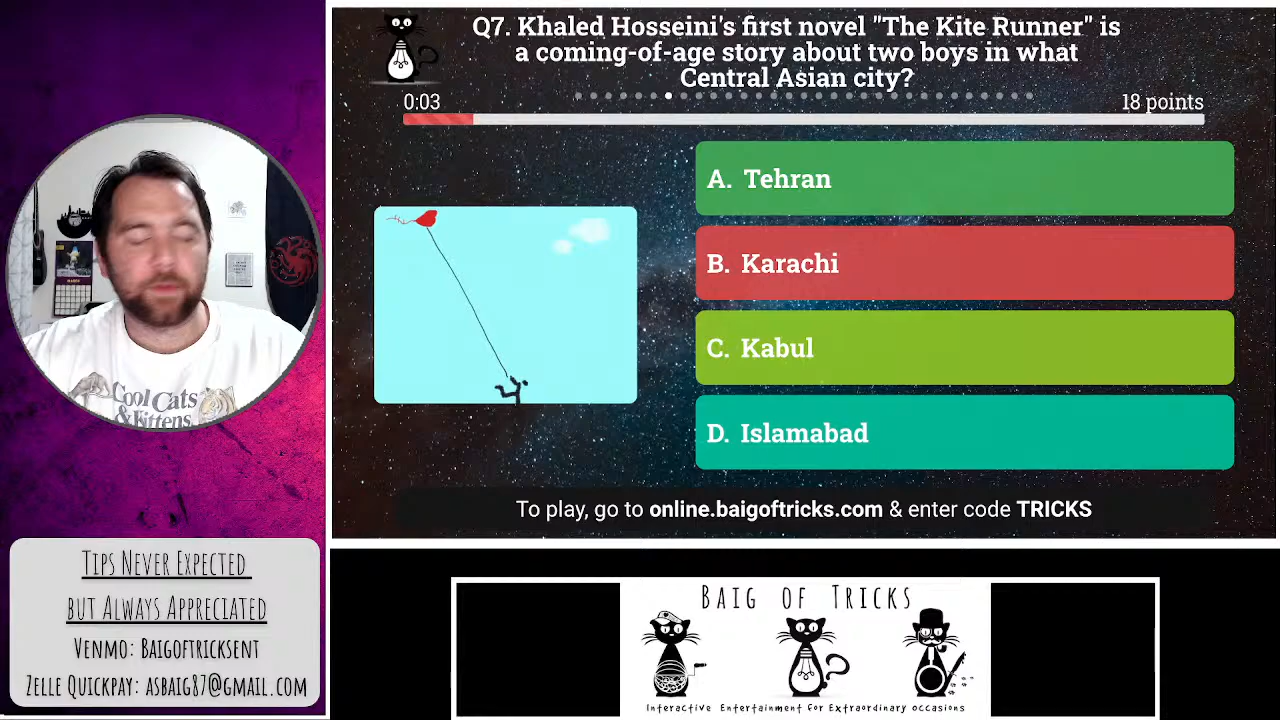 Q7. Khaled Hosseini's first novel "The Kite Runner" is
a coming-of-age story about two boys in what
Central Asian city?
0:03
18 points
A. Tehran
B. Karachi
C. Kabul
D. Islamabad
To play, go to online.baigoftricks.com & enter code TRICKS
Cool Cats
& Kittens
Tips Never Expected
but Always Appreciated
Venmo: Baigoftricksent
Zelle Quickpay: asbaig87@gmail.com
Baig of Tricks
Interactive Entertainment for Extraordinary Occasions